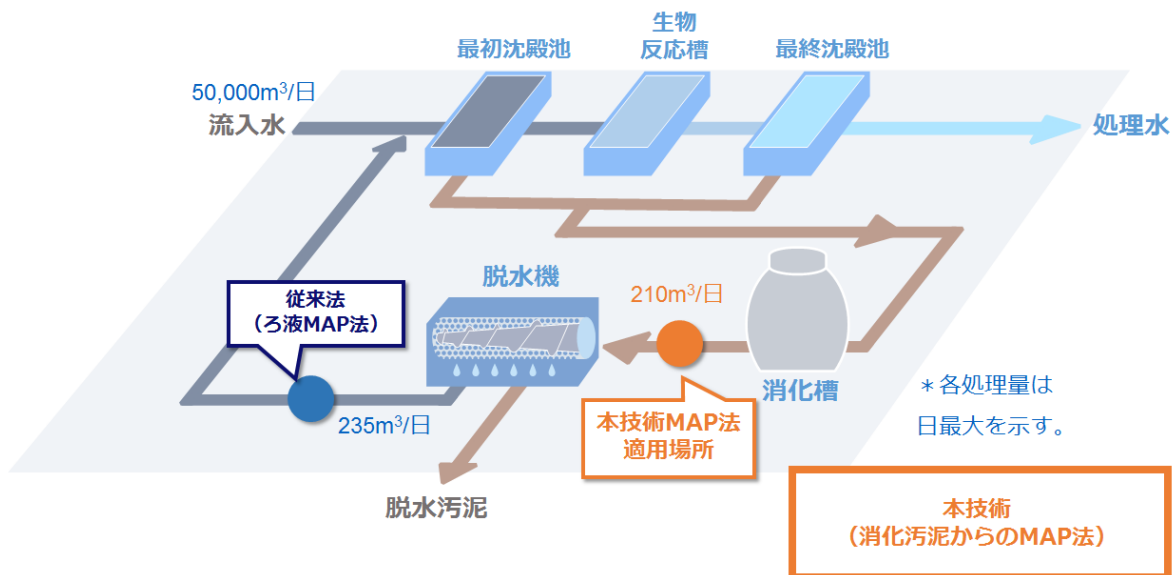 生物
反応槽
最初沈殿池
最終沈殿池
50,000m³/日
流入水
処理水
脱水機
210m³/日
従来法
（ろ液MAP法）
消化槽
＊各処理量は
日最大を示す。
235m³/日
本技術MAP法
適用場所
脱水汚泥
本技術
（消化汚泥からのMAP法）